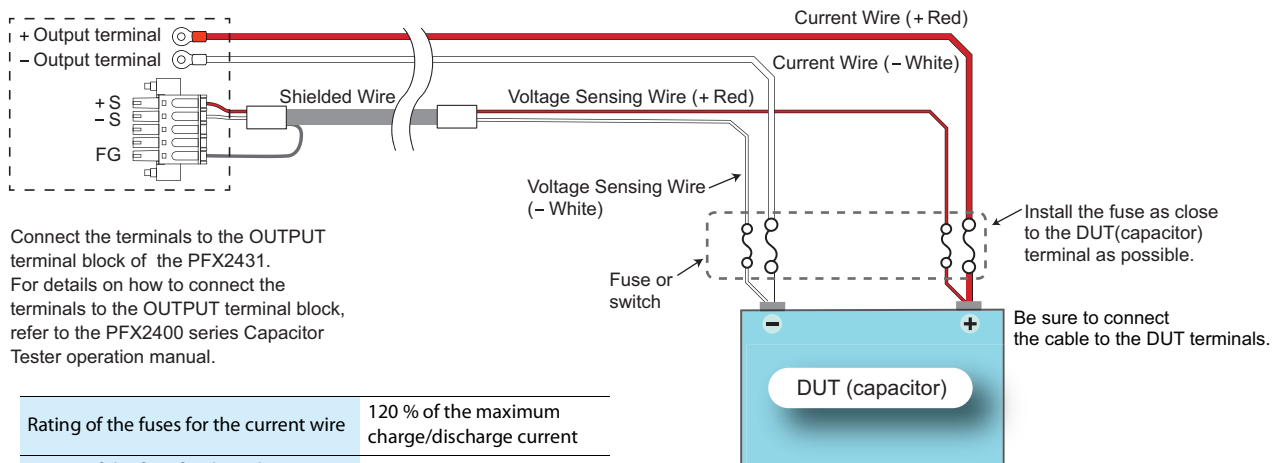 Current Wire (+ Red)
+ Output terminal
– Output terminal
Current Wire (– White)
Shielded Wire
Voltage Sensing Wire (+ Red)
+ S
– S
FG
Voltage Sensing Wire
(– White)
Install the fuse as close
to the DUT(capacitor)
terminal as possible.
Connect the terminals to the OUTPUT
terminal block of the PFX2431.
For details on how to connect the
terminals to the OUTPUT terminal block,
refer to the PFX2400 series Capacitor
Tester operation manual.
Fuse or
switch
–
+
Be sure to connect
the cable to the DUT terminals.
DUT (capacitor)
Rating of the fuses for the current wire
120 % of the maximum
charge/discharge current